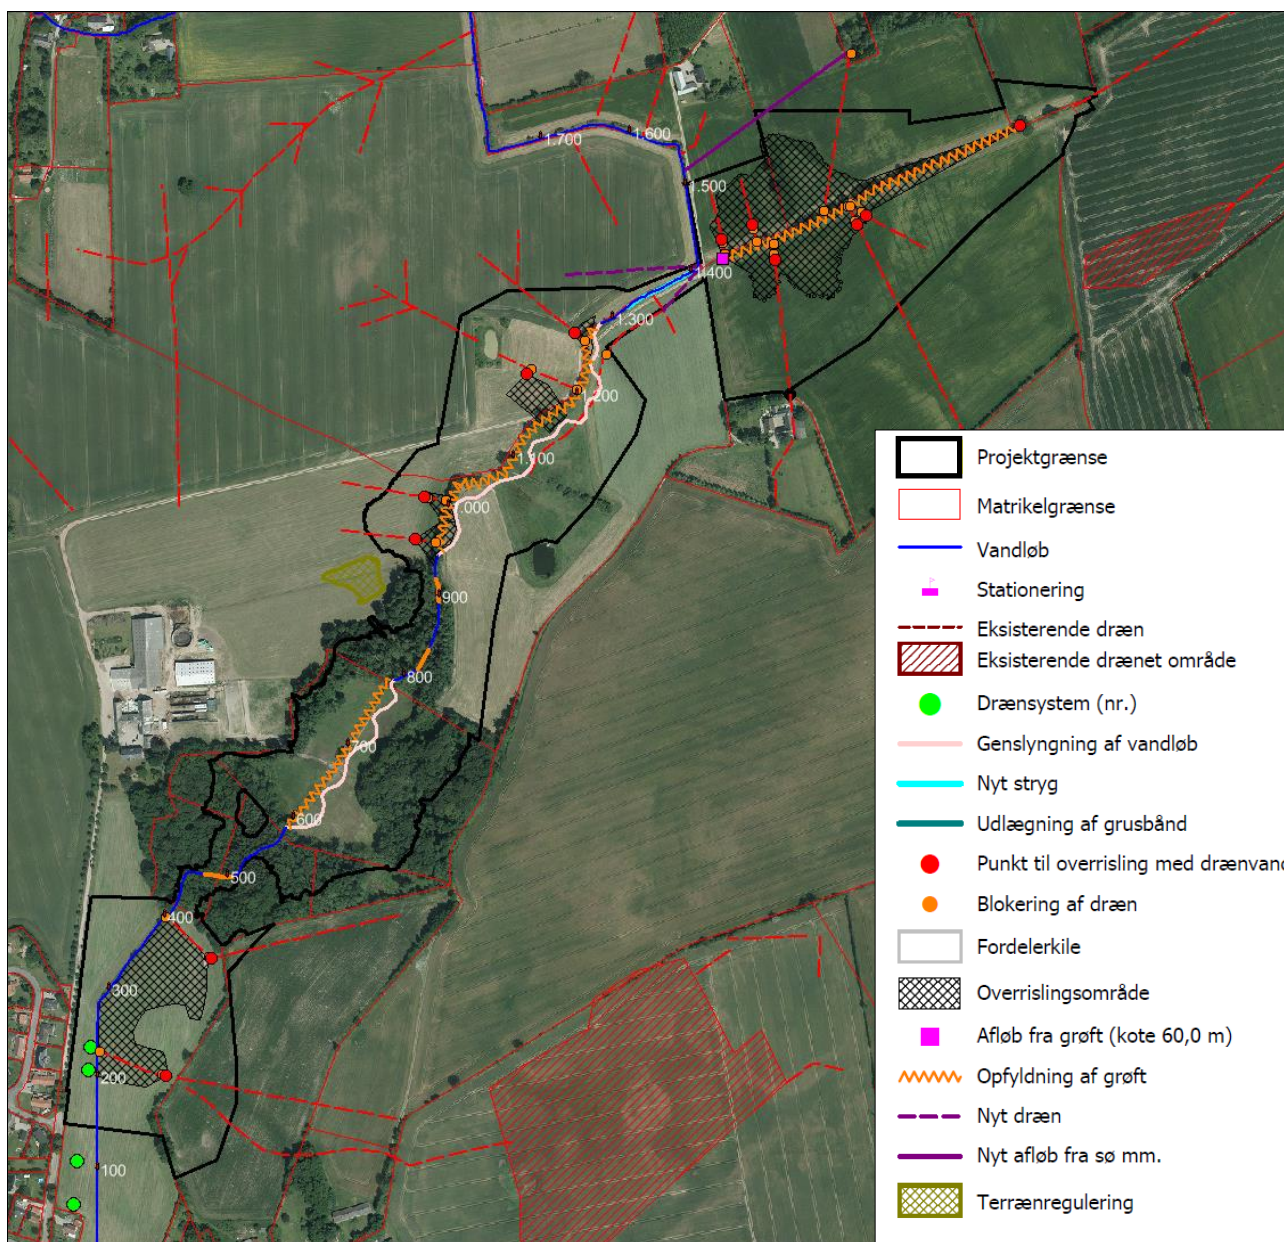 1.700
1.600
1.500
1.400
1.300
1.200
1.100
1.000
900
800
700
600
500
400
300
200
100
Projektgrænse
Matrikelgrænse
Vandløb
Stationering
Eksisterende dræn
Eksisterende drænet område
Drænsystem (nr.)
Genslyngning af vandløb
Nyt stryg
Udlægning af grusbånd
Punkt til overrisling med drænvand
Blokering af dræn
Fordelerkile
Overrislingsområde
Afløb fra grøft (kote 60,0 m)
Opfyldning af grøft
Nyt dræn
Nyt afløb fra sø mm.
Terrænregulering